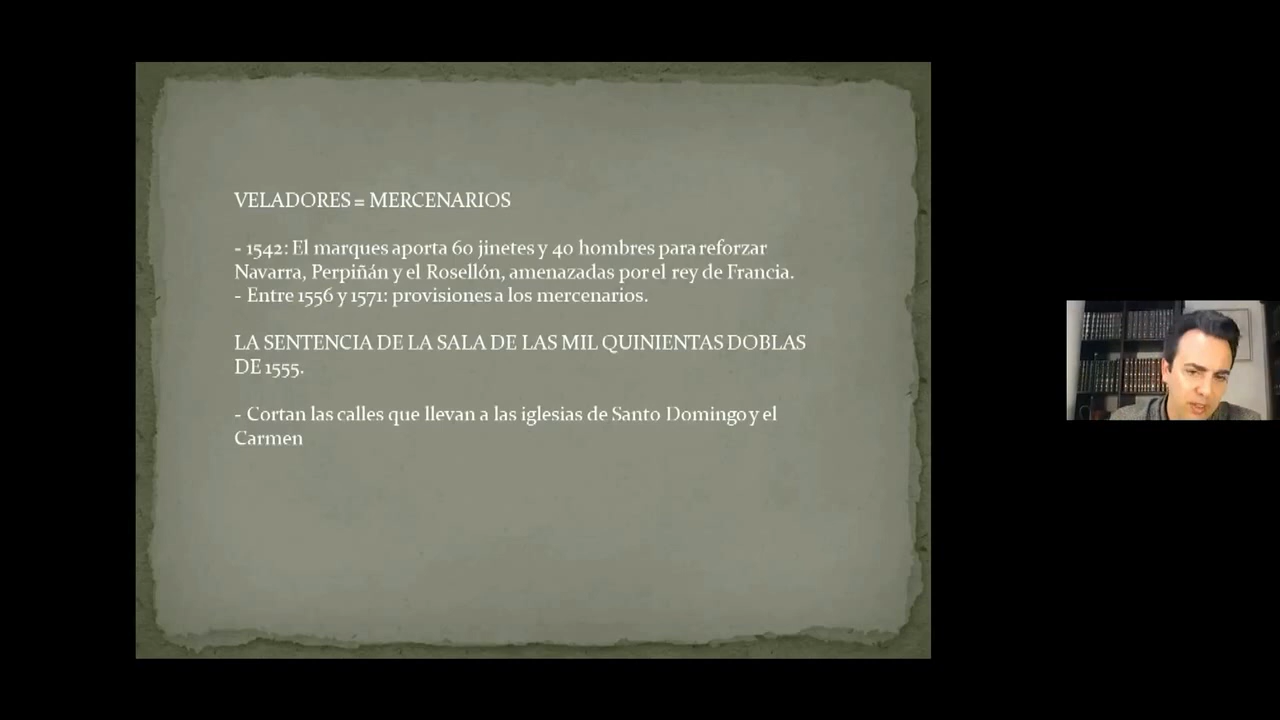 VELADORES = MERCENARIOS
- 1542: El marques aporta 60 jinetes y 40 hombres para reforzar
Navarra, Perpiñán y el Rosellón, amenazadas por el rey de Francia.
- Entre 1556 y 1571: provisiones a los mercenarios.
LA SENTENCIA DE LA SALA DE LAS MIL QUINIENTAS DOBLAS
DE 1555.
- Cortan las calles que llevan a las iglesias de Santo Domingo y el
Carmen